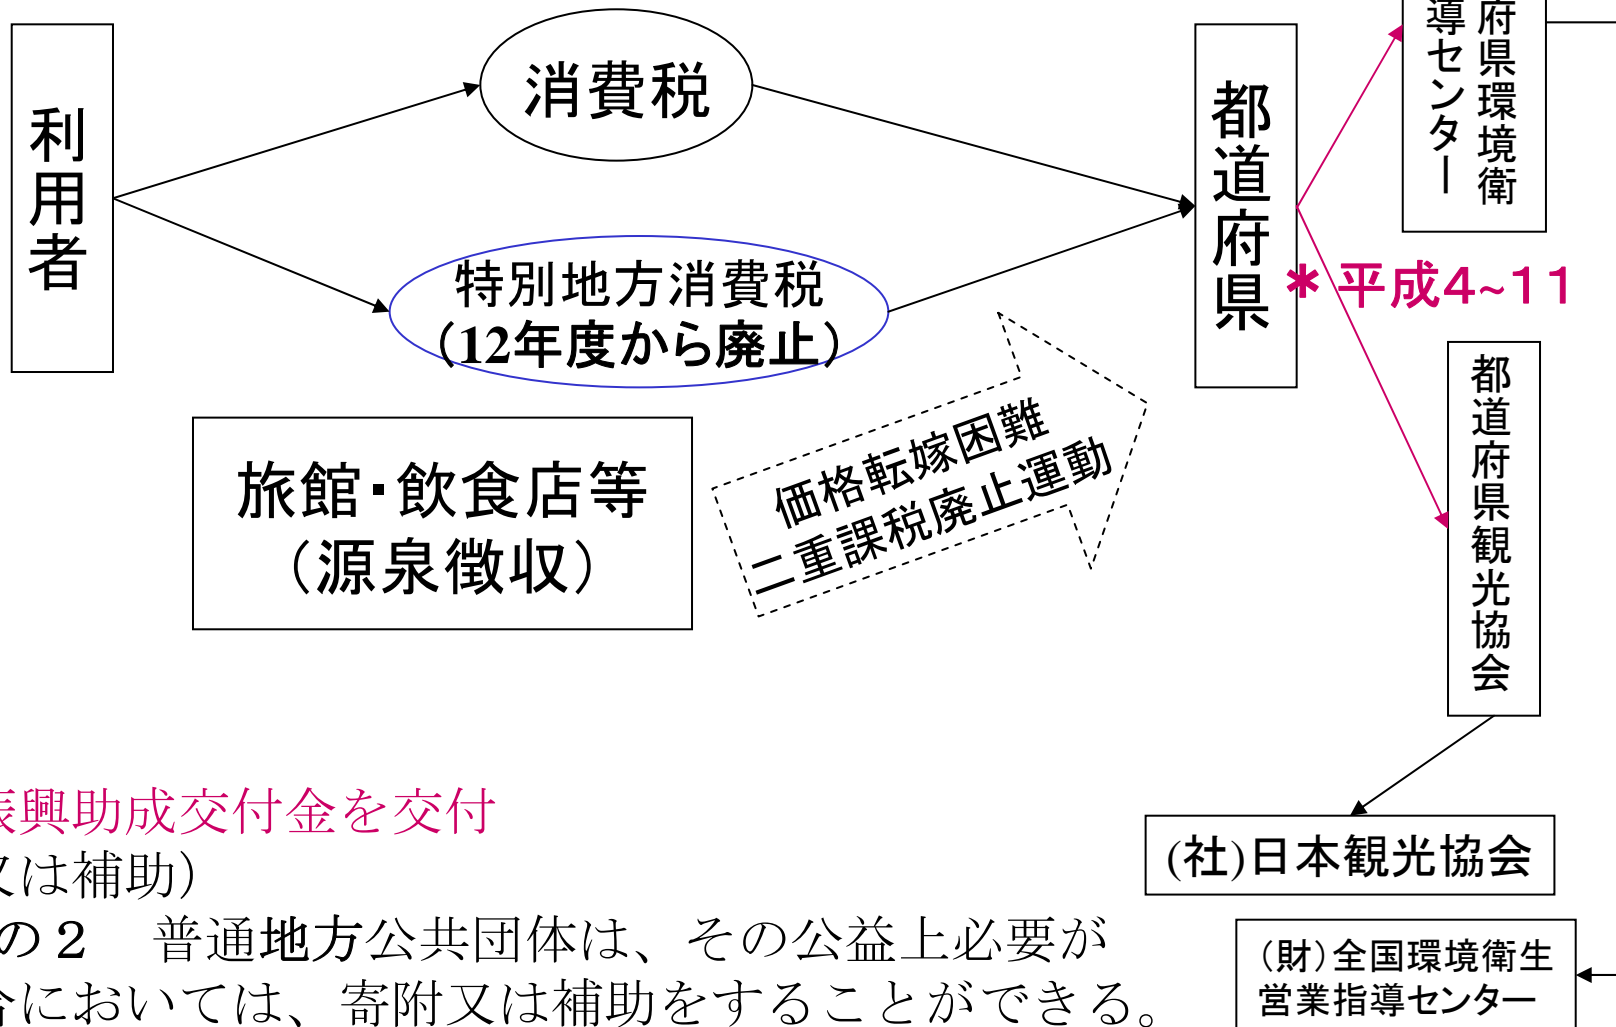 利用者
消費税
特別地方消費税
（12年度から廃止）
旅館・飲食店等
（源泉徴収）
価格転嫁困難
二重課税廃止運動
都道府県
府県環境衛
導センター
＊平成4~11
都道府県観光協会
(社)日本観光協会
（財）全国環境衛生
営業指導センター
振興助成交付金を交付
又は補助）
の２　普通地方公共団体は、その公益上必要が
合においては、寄附又は補助をすることができる。